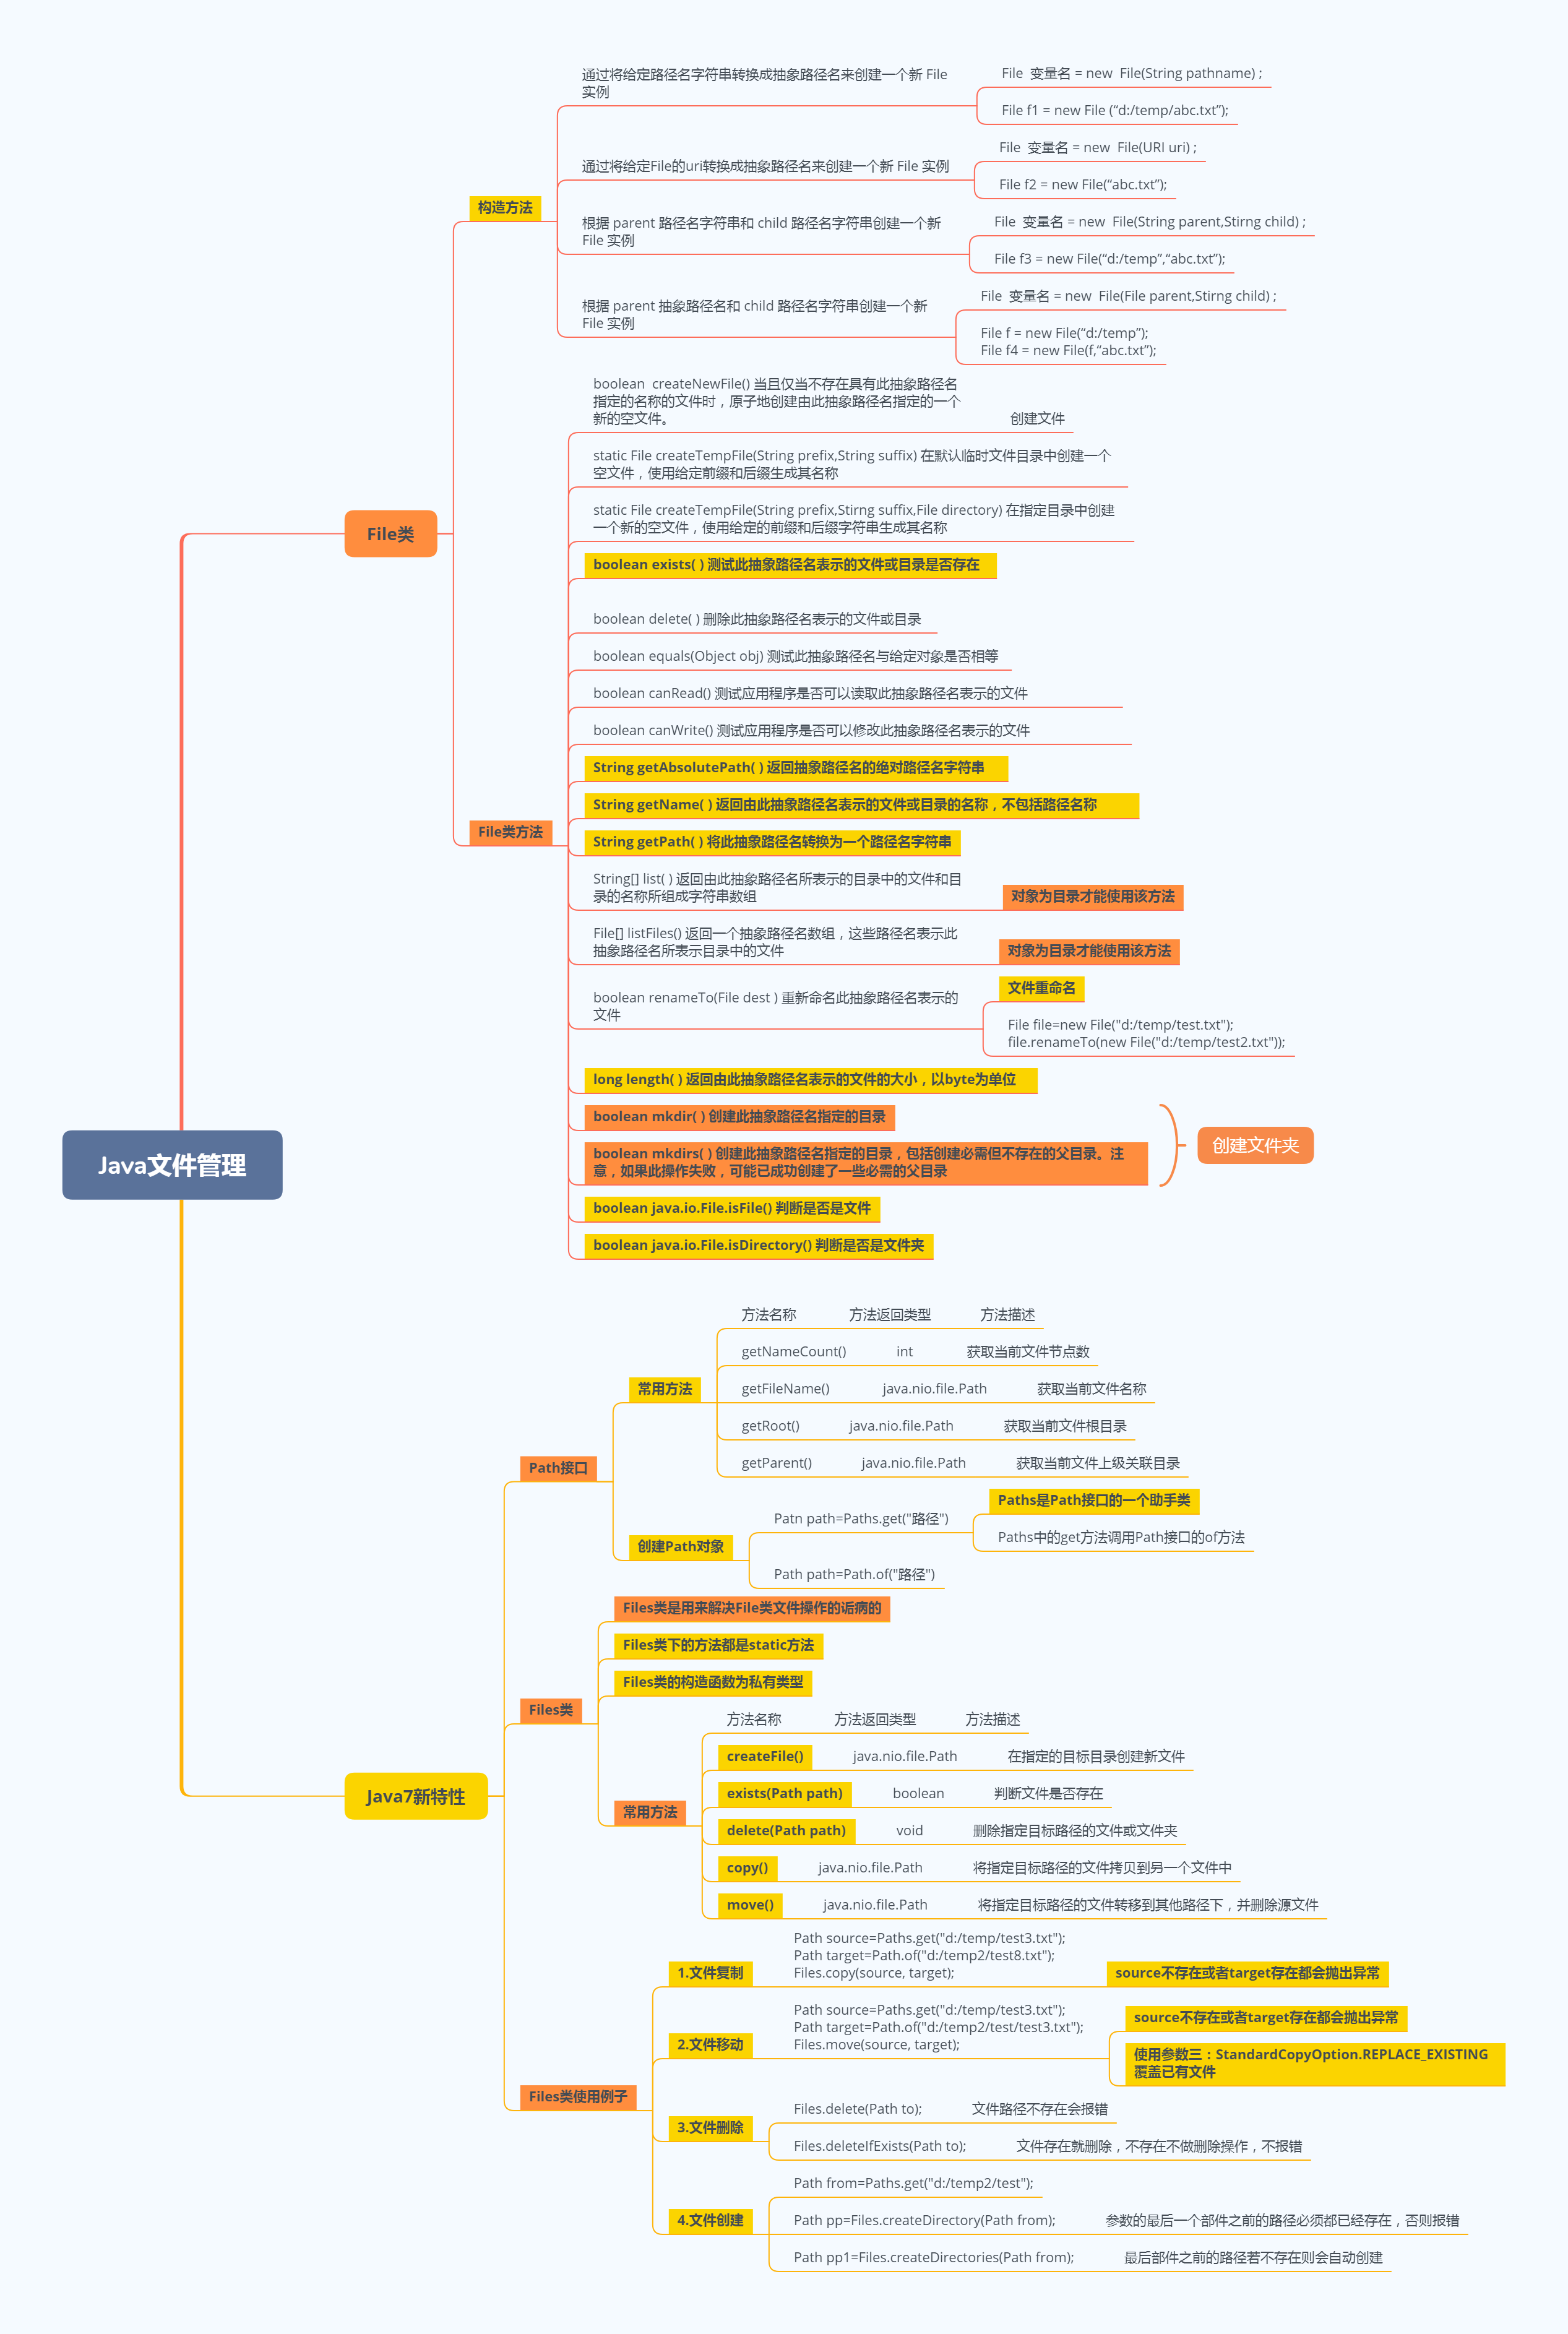 Java文件管理
File类
构造方法
通过将给定路径名字符串转换成抽象路径名来创建一个新 File
实例
File  变量名 = new  File(String pathname) ;
File f1 = new File (“d:/temp/abc.txt”);
通过将给定File的uri转换成抽象路径名来创建一个新 File 实例
File  变量名 = new  File(URI uri) ;
File f2 = new File(“abc.txt”);
根据 parent 路径名字符串和 child 路径名字符串创建一个新
File 实例
File  变量名 = new  File(String parent,Stirng child) ;
File f3 = new File(“d:/temp”,“abc.txt”);
根据 parent 抽象路径名和 child 路径名字符串创建一个新
File 实例
File  变量名 = new  File(File parent,Stirng child) ;
File f = new File(“d:/temp”);
File f4 = new File(f,“abc.txt”);
File类方法
boolean  createNewFile() 当且仅当不存在具有此抽象路径名
指定的名称的文件时，原子地创建由此抽象路径名指定的一个
新的空文件。
创建文件
static File createTempFile(String prefix,String suffix) 在默认临时文件目录中创建一个
空文件，使用给定前缀和后缀生成其名称
static File createTempFile(String prefix,Stirng suffix,File directory) 在指定目录中创建
一个新的空文件，使用给定的前缀和后缀字符串生成其名称
boolean exists( ) 测试此抽象路径名表示的文件或目录是否存在
boolean delete( ) 删除此抽象路径名表示的文件或目录
boolean equals(Object obj) 测试此抽象路径名与给定对象是否相等
boolean canRead() 测试应用程序是否可以读取此抽象路径名表示的文件
boolean canWrite() 测试应用程序是否可以修改此抽象路径名表示的文件
String getAbsolutePath( ) 返回抽象路径名的绝对路径名字符串
String getName( ) 返回由此抽象路径名表示的文件或目录的名称，不包括路径名称
String getPath( ) 将此抽象路径名转换为一个路径名字符串
String[] list( ) 返回由此抽象路径名所表示的目录中的文件和目
录的名称所组成字符串数组
对象为目录才能使用该方法
File[] listFiles() 返回一个抽象路径名数组，这些路径名表示此
抽象路径名所表示目录中的文件
对象为目录才能使用该方法
boolean renameTo(File dest ) 重新命名此抽象路径名表示的
文件
文件重命名
File file=new File("d:/temp/test.txt");
file.renameTo(new File("d:/temp/test2.txt"));
long length( ) 返回由此抽象路径名表示的文件的大小，以byte为单位
boolean mkdir( ) 创建此抽象路径名指定的目录
boolean mkdirs( ) 创建此抽象路径名指定的目录，包括创建必需但不存在的父目录。注
意，如果此操作失败，可能已成功创建了一些必需的父目录
创建文件夹
boolean java.io.File.isFile() 判断是否是文件
boolean java.io.File.isDirectory() 判断是否是文件夹
Java7新特性
Path接口
常用方法
方法名称 方法返回类型 方法描述
getNameCount() int 获取当前文件节点数
getFileName() java.nio.file.Path 获取当前文件名称
getRoot() java.nio.file.Path 获取当前文件根目录
getParent() java.nio.file.Path 获取当前文件上级关联目录
创建Path对象
Patn path=Paths.get("路径")
Paths是Path接口的一个助手类
Paths中的get方法调用Path接口的of方法
Path path=Path.of("路径")
Files类
Files类是用来解决File类文件操作的诟病的
Files类下的方法都是static方法
Files类的构造函数为私有类型
常用方法
方法名称 方法返回类型 方法描述
createFile() java.nio.file.Path 在指定的目标目录创建新文件
exists(Path path) boolean 判断文件是否存在
delete(Path path) void 删除指定目标路径的文件或文件夹
copy() java.nio.file.Path 将指定目标路径的文件拷贝到另一个文件中
move() java.nio.file.Path 将指定目标路径的文件转移到其他路径下，并删除源文件
Files类使用例子
1.文件复制
Path source=Paths.get("d:/temp/test3.txt");
Path target=Path.of("d:/temp2/test8.txt");
Files.copy(source, target);
source不存在或者target存在都会抛出异常
2.文件移动
Path source=Paths.get("d:/temp/test3.txt");
Path target=Path.of("d:/temp2/test/test3.txt");
Files.move(source, target);
source不存在或者target存在都会抛出异常
使用参数三：StandardCopyOption.REPLACE_EXISTING
覆盖已有文件
3.文件删除
Files.delete(Path to); 文件路径不存在会报错
Files.deleteIfExists(Path to); 文件存在就删除，不存在不做删除操作，不报错
4.文件创建
Path from=Paths.get("d:/temp2/test");
Path pp=Files.createDirectory(Path from); 参数的最后一个部件之前的路径必须都已经存在，否则报错
Path pp1=Files.createDirectories(Path from); 最后部件之前的路径若不存在则会自动创建